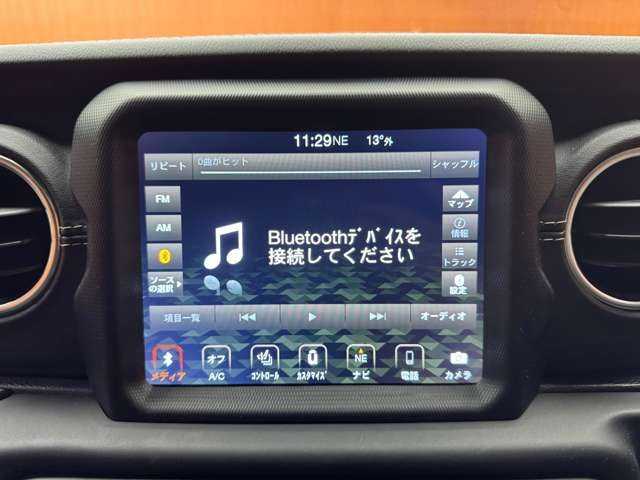 11:29NE 13°外
リピート 0曲がヒット シャッフル
FM
AM
ソース
の選択
Bluetoothﾃﾞﾊﾞｲｽを
接続してください
マップ
情報
トラック
設定
項目一覧 オーディオ
メディア
オフ
A/C
ｺﾝﾄﾛｰﾙ
ｶｽﾀﾏｲｽﾞ
NE
ナビ
電話
カメラ